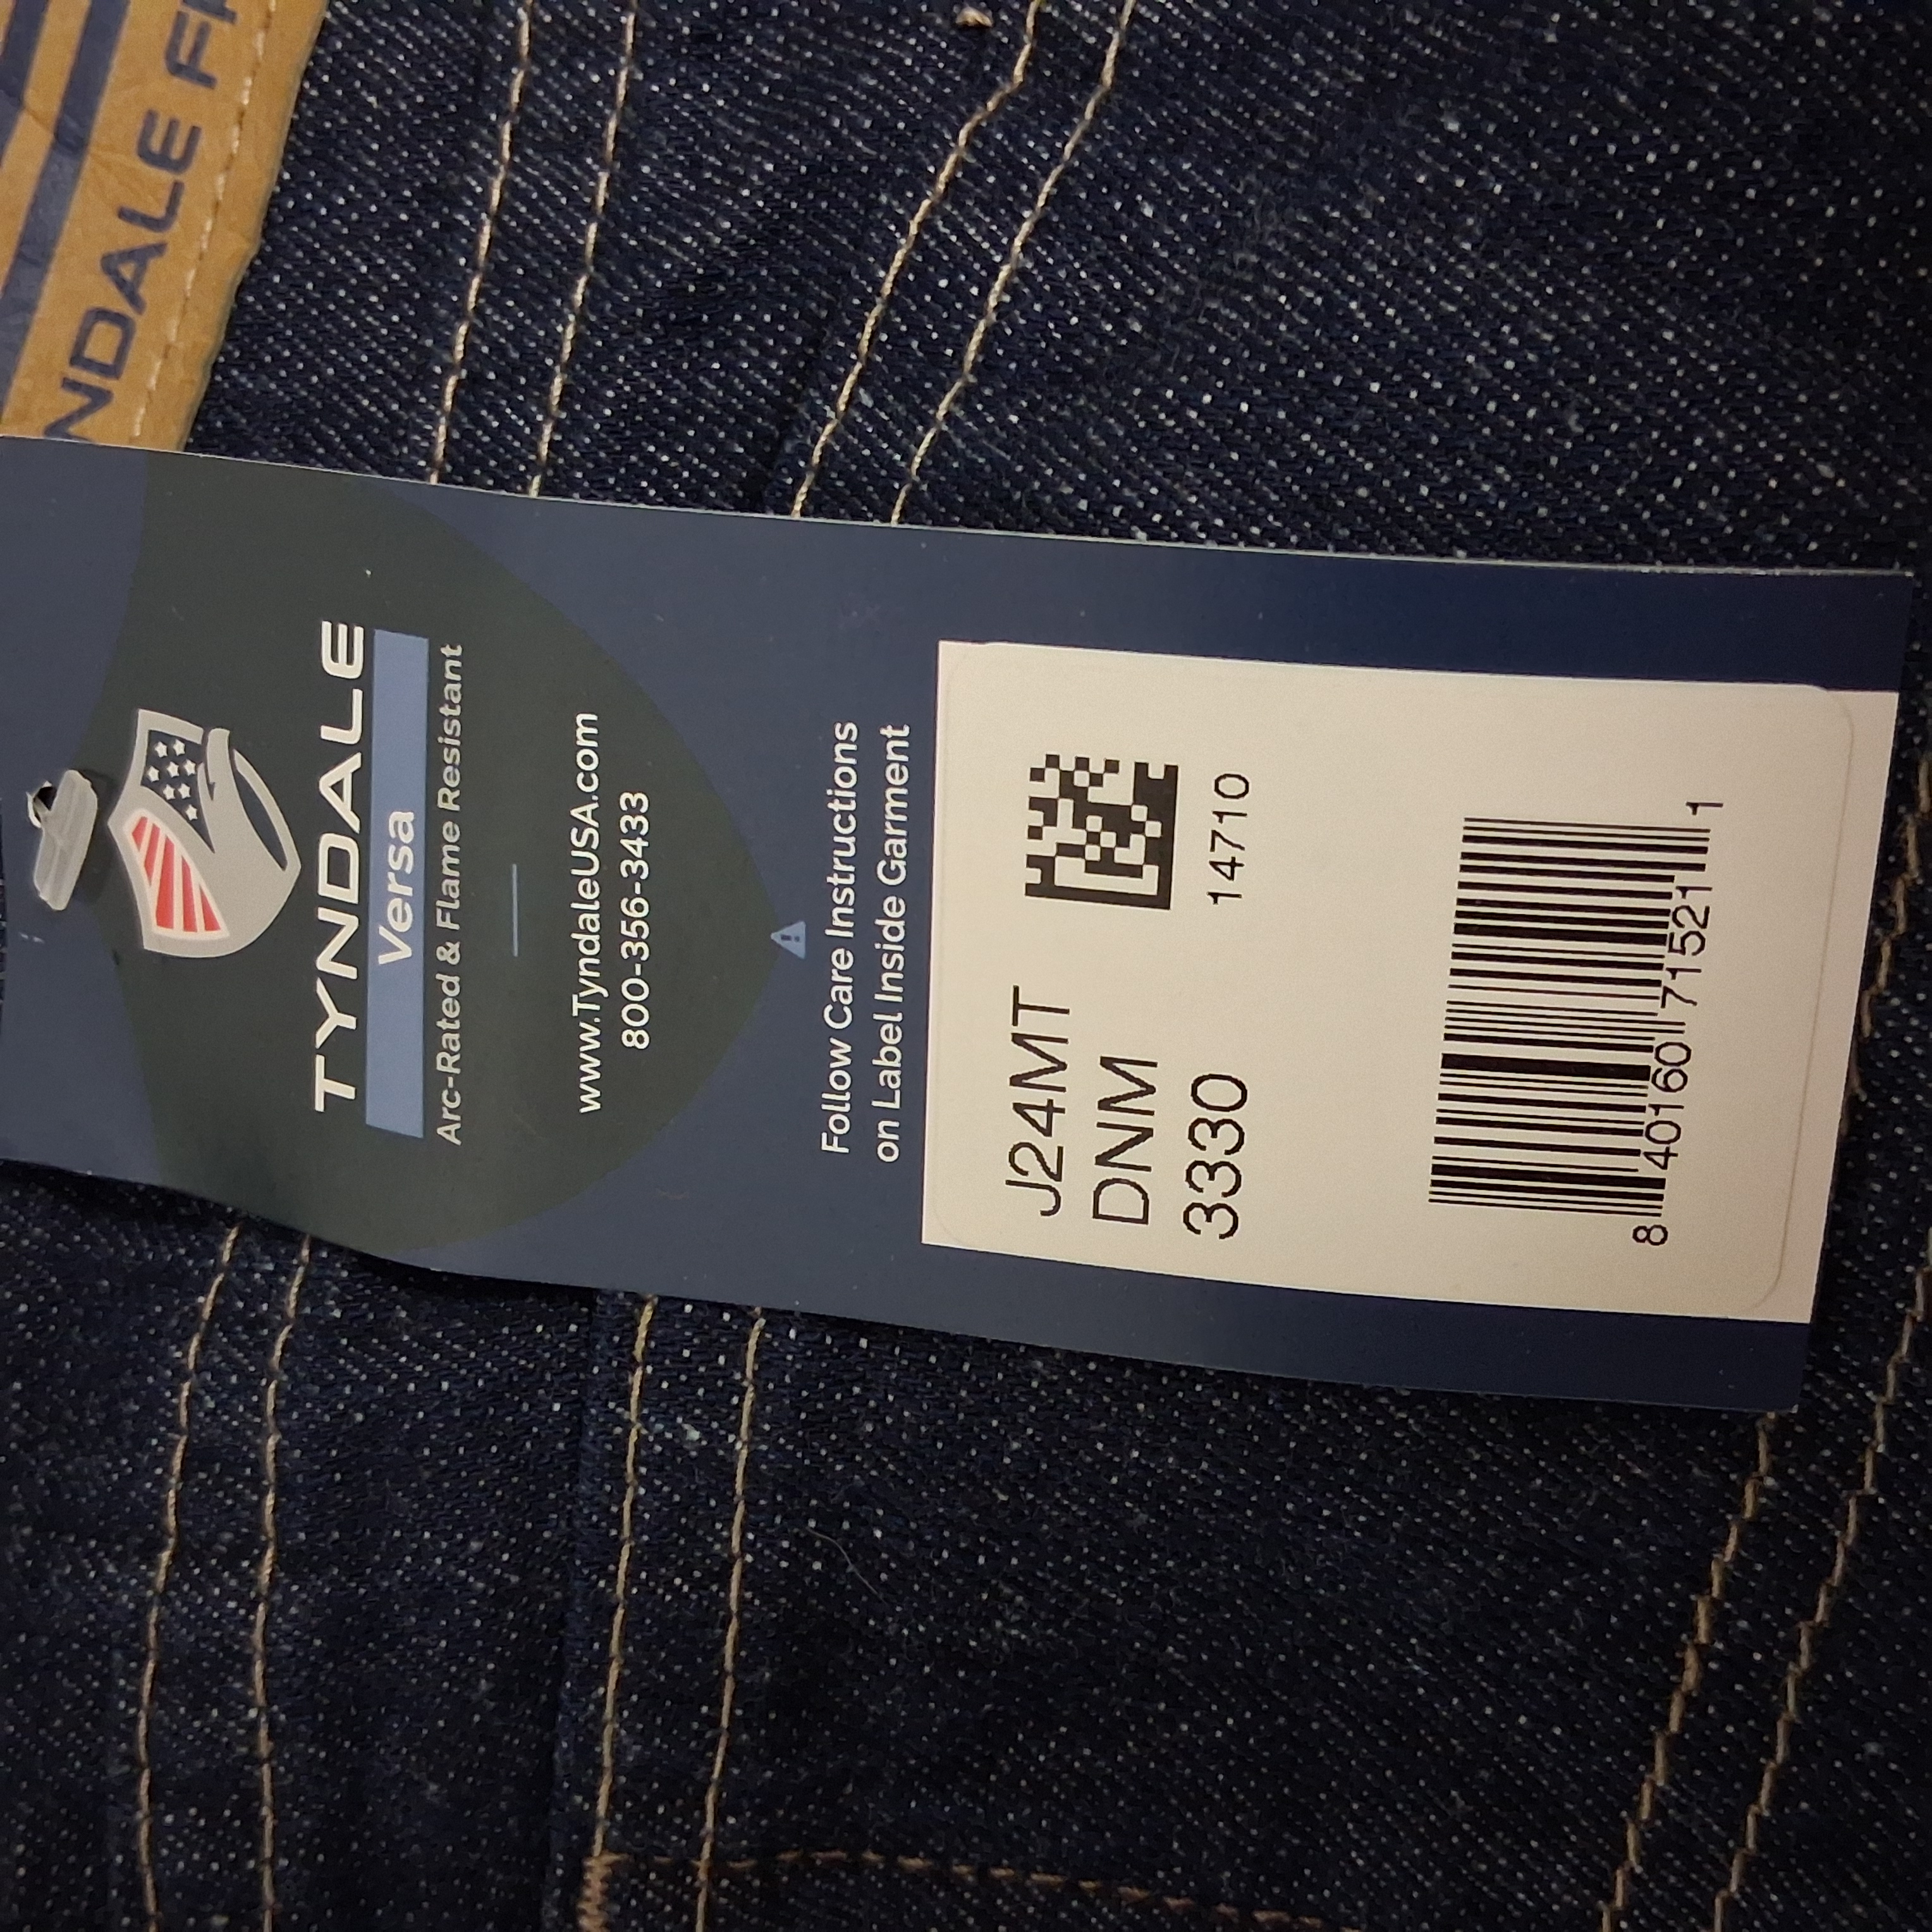 NDALE FR
TYNDALE
Versa
Arc-Rated & Flame Resistant
www.TyndaleUSA.com
800-356-3433
Follow Care Instructions
on Label Inside Garment
J24MT
DNM
3330
14710
8 40160 71521 1